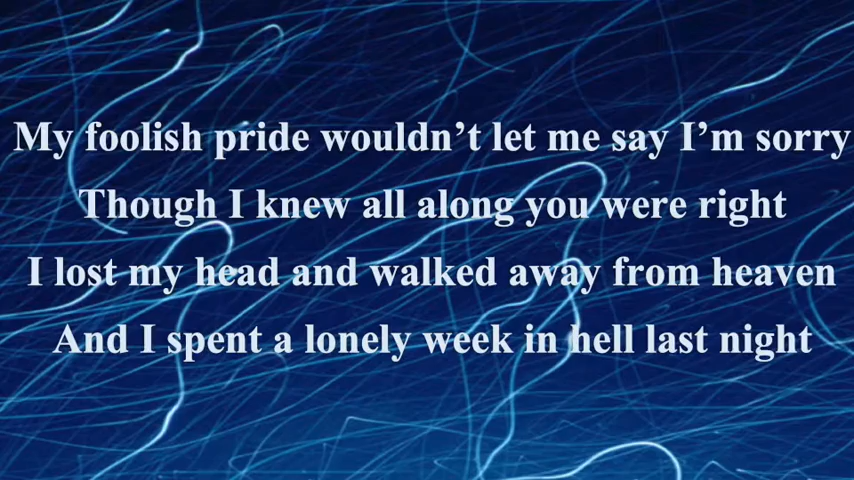 My foolish pride wouldn’t let me say I’m sorry
Though I knew all along you were right
I lost my head and walked away from heaven
And I spent a lonely week in hell last night